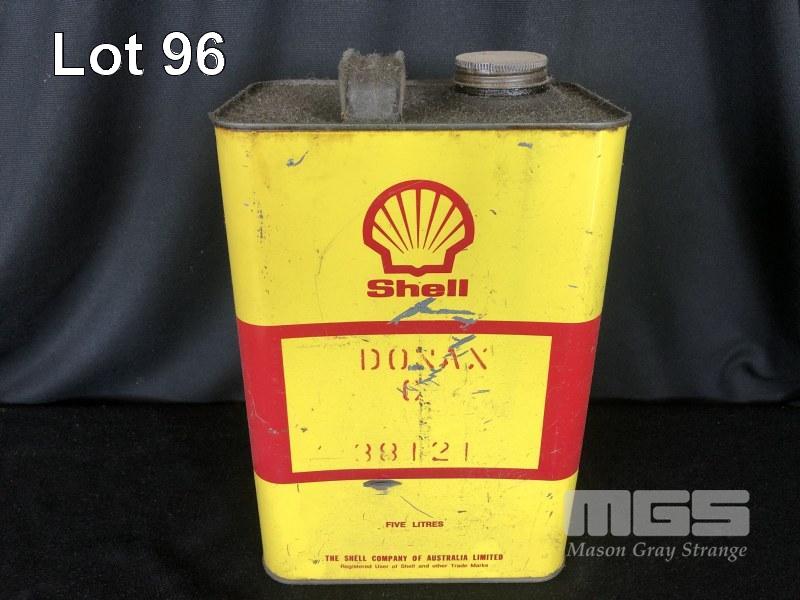 Lot 96
Shell
DONAX
C
38121
FIVE LITRES
THE SHELL COMPANY OF AUSTRALIA LIMITED
Registered User of Shell and other Trade Marks
MGS
Mason Gray Strange